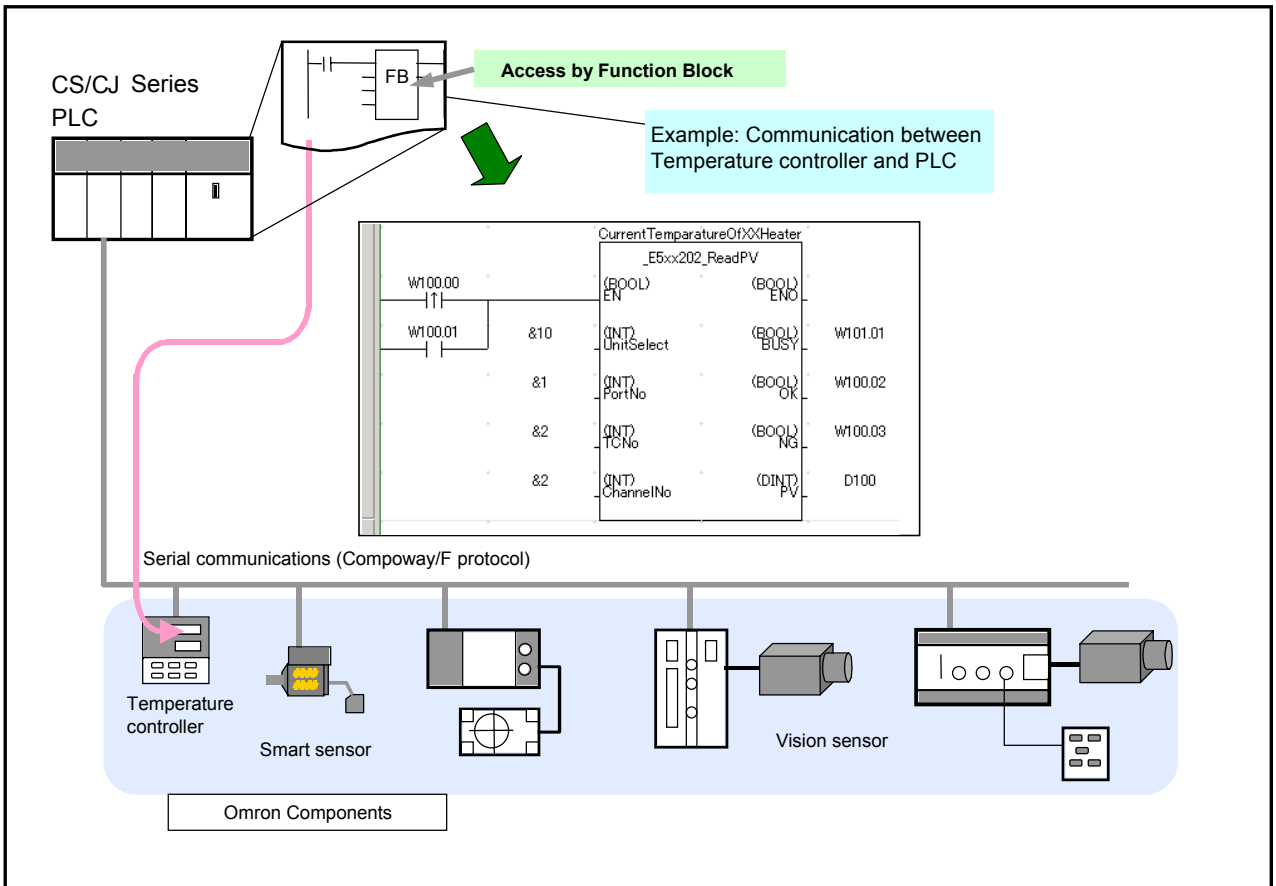 CS/CJ Series
PLC
FB
Access by Function Block
Example: Communication between
Temperature controller and PLC
CurrentTemparatureOfXXHeater
_E5xx202_ReadPV
W100.00
(BOOL)
EN
(BOOL)
ENO
W100.01
&10
(INT)
UnitSelect
(BOOL)
BUSY
W101.01
&1
(INT)
PortNo
(BOOL)
OK
W100.02
&2
(INT)
TCNo
(BOOL)
NG
W100.03
&2
(INT)
ChannelNo
(DINT)
PV
D100
Serial communications (Compoway/F protocol)
Temperature
controller
Smart sensor
Vision sensor
Omron Components